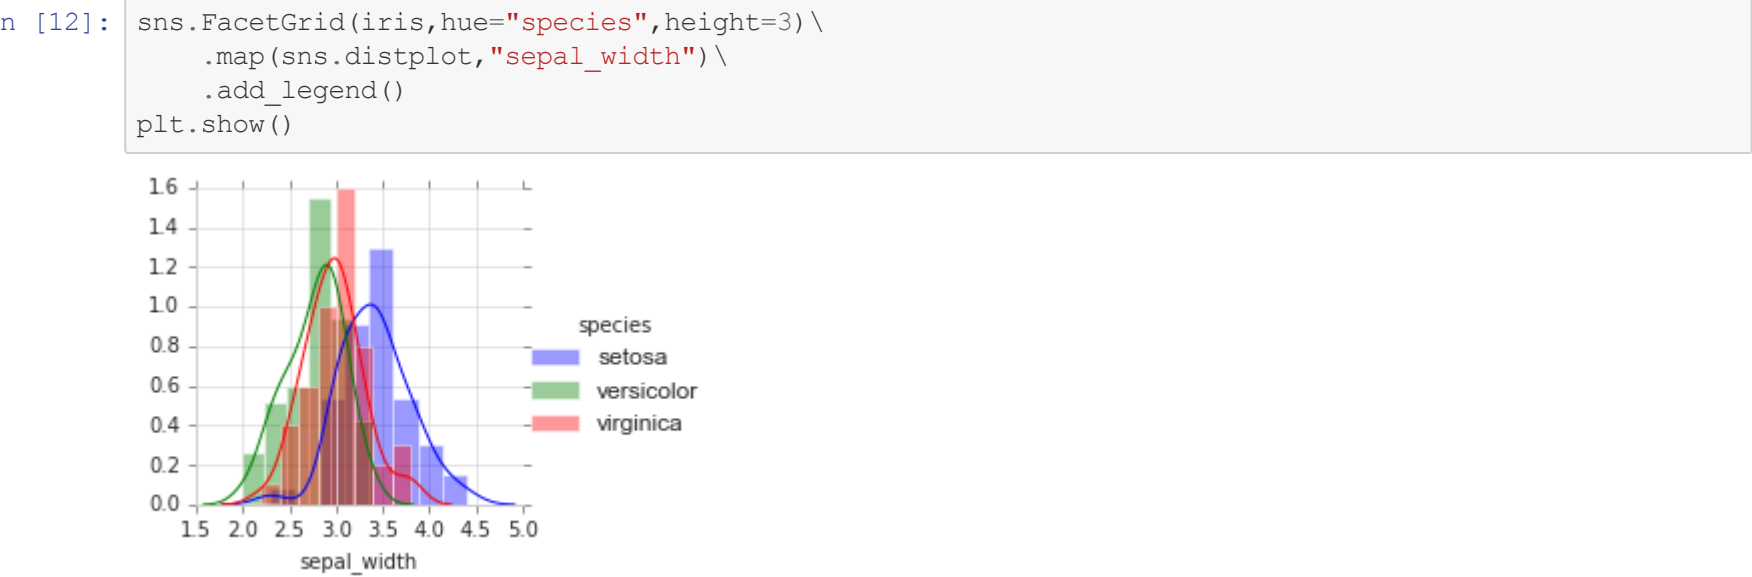 n [12]: sns.FacetGrid(iris,hue="species",height=3)\
.map(sns.distplot,"sepal_width")\
.add_legend()
plt.show()
1.6
1.4
1.2
1.0
0.8
0.6
0.4
0.2
0.0
1.5 2.0 2.5 3.0 3.5 4.0 4.5 5.0
sepal_width
species
setosa
versicolor
virginica